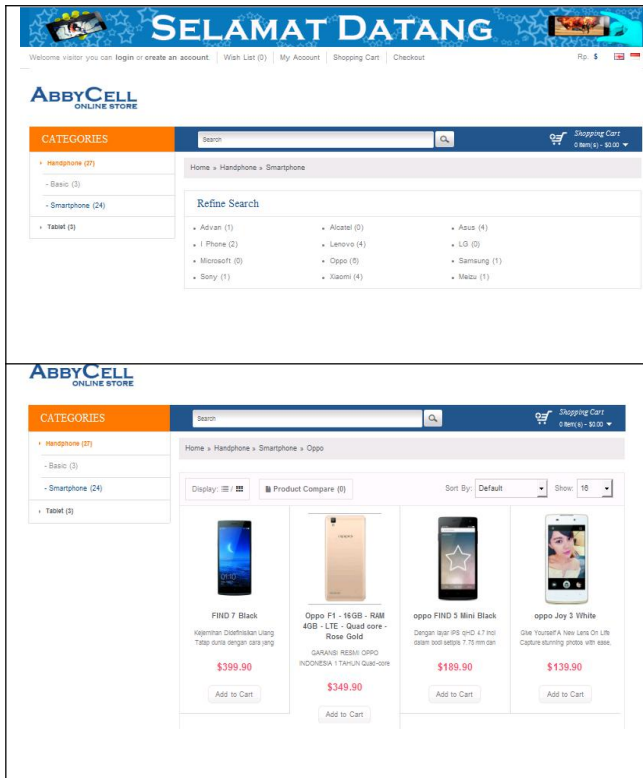 SELAMAT DATANG
Welcome visitor you can login or create an account. Wish List (0) My Account Shopping Cart Checkout Rp. $
ABBYCELL
ONLINE STORE
CATEGORIES
Search
Shopping Cart
0 item(s) - $0.00
Handphone (27)
- Basic (3)
- Smartphone (24)
Tablet (3)
Home » Handphone » Smartphone
Refine Search
Advan (1) Alcatel (0) Asus (4)
I Phone (2) Lenovo (4) LG (0)
Microsoft (0) Oppo (6) Samsung (1)
Sony (1) Xiaomi (4) Meizu (1)
ABBYCELL
ONLINE STORE
CATEGORIES
Search
Shopping Cart
0 item(s) - $0.00
Handphone (27)
- Basic (3)
- Smartphone (24)
Tablet (3)
Home » Handphone » Smartphone » Oppo
Display: / Product Compare (0) Sort By: Default Show: 16
01:10
oppo
FIND 7 Black
Kejernihan Didefinisikan Ulang
Tatap dunia dengan cara yang
$399.90
Add to Cart
Oppo F1 - 16GB - RAM
4GB - LTE - Quad core -
Rose Gold
GARANSI RESMI OPPO
INDONESIA 1 TAHUN Quad-core
$349.90
Add to Cart
oppo FIND 5 Mini Black
Dengan layar IPS qHD 4.7 inci
dalam bodi setipis 7.75 mm dan
$189.90
Add to Cart
oppo Joy 3 White
Give Yourself A New Lens On Life
Capture stunning photos with ease.
$139.90
Add to Cart